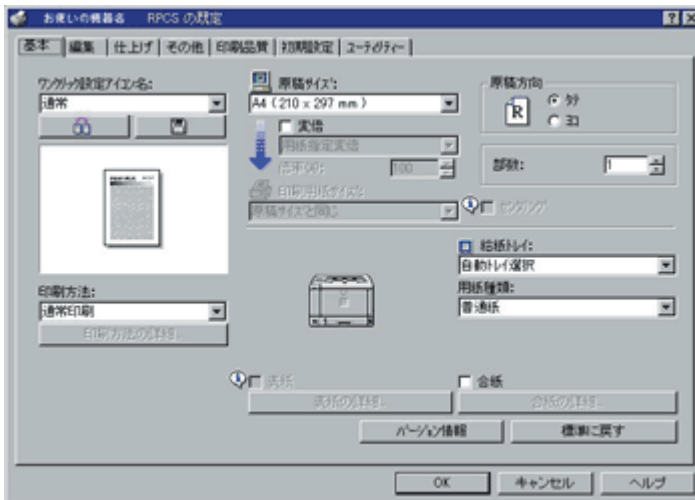 お使いの機器名 RPCS の既定
基本 編集 仕上げ その他 印刷品質 初期設定 ユーティリティー
ワンクリック設定アイコン名:
通常
原稿サイズ:
A4 (210 x 297 mm)
変倍
用紙指定変倍
倍率(%): 100
印刷用紙サイズ:
原稿サイズと同じ
原稿方向
R
タテ
ヨコ
部数: 1
センタリング
印刷方法:
通常印刷
印刷方法の詳細...
給紙トレイ:
自動トレイ選択
用紙種類:
普通紙
表紙
表紙の詳細...
合紙
合紙の詳細...
バージョン情報 標準に戻す
OK キャンセル ヘルプ